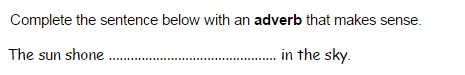 Complete the sentence below with an adverb that makes sense.
The sun shone ................................................ in the sky.